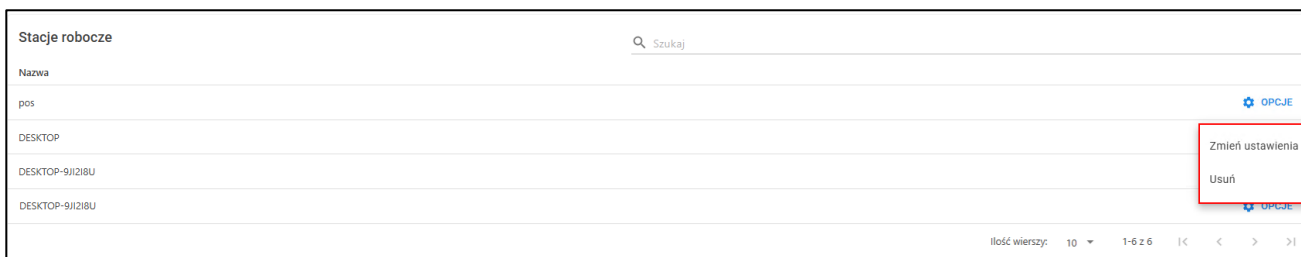 Stacje robocze
Szukaj
Nazwa
pos OPCJE
DESKTOP
Zmień ustawienia
DESKTOP-9JI2I8U
Usuń
DESKTOP-9JI2I8U OPCJE
Ilość wierszy: 10 1-6 z 6